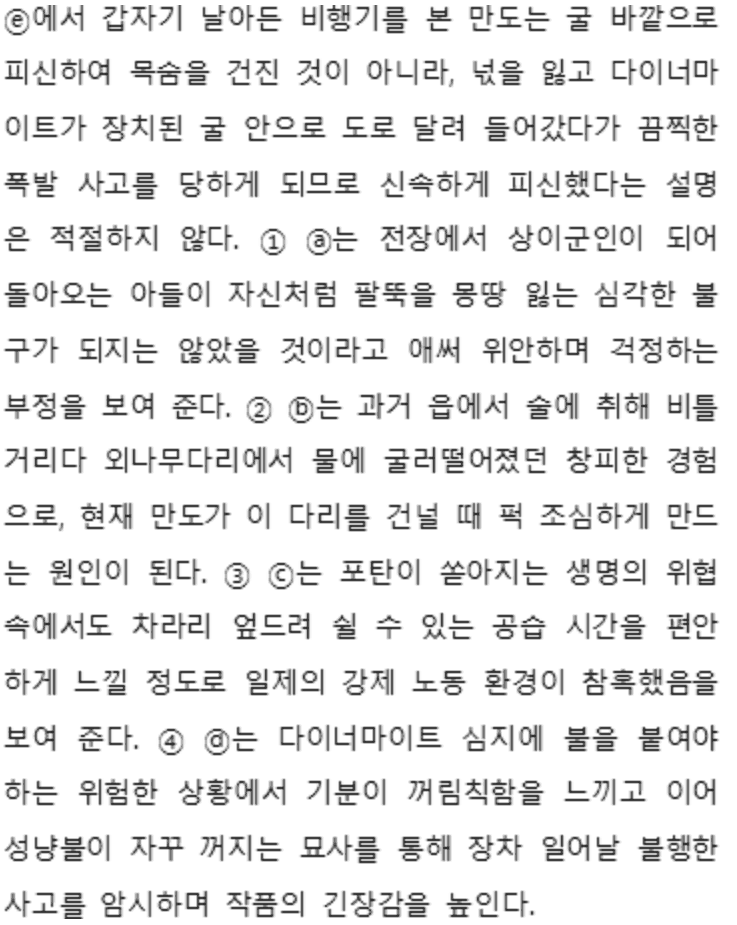 ⓔ에서 갑자기 날아든 비행기를 본 만도는 굴 바깥으로
피신하여 목숨을 건진 것이 아니라, 넋을 잃고 다이너마
이트가 장치된 굴 안으로 도로 달려 들어갔다가 끔찍한
폭발 사고를 당하게 되므로 신속하게 피신했다는 설명
은 적절하지 않다. ① ⓐ는 전장에서 상이군인이 되어
돌아오는 아들이 자신처럼 팔뚝을 몽땅 잃는 심각한 불
구가 되지는 않았을 것이라고 애써 위안하며 걱정하는
부정을 보여 준다. ② ⓑ는 과거 읍에서 술에 취해 비틀
거리다 외나무다리에서 물에 굴러떨어졌던 창피한 경험
으로, 현재 만도가 이 다리를 건널 때 퍽 조심하게 만드
는 원인이 된다. ③ ⓒ는 포탄이 쏟아지는 생명의 위협
속에서도 차라리 엎드려 쉴 수 있는 공습 시간을 편안
하게 느낄 정도로 일제의 강제 노동 환경이 참혹했음을
보여 준다. ④ ⓓ는 다이너마이트 심지에 불을 붙여야
하는 위험한 상황에서 기분이 꺼림칙함을 느끼고 이어
성냥불이 자꾸 꺼지는 묘사를 통해 장차 일어날 불행한
사고를 암시하며 작품의 긴장감을 높인다.